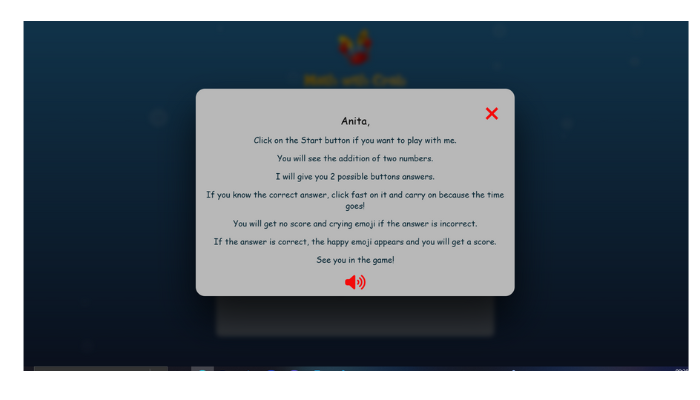 Math with Crab
Anita,
Click on the Start button if you want to play with me.
You will see the addition of two numbers.
I will give you 2 possible buttons answers.
If you know the correct answer, click fast on it and carry on because the time
goes!
You will get no score and crying emoji if the answer is incorrect.
If the answer is correct, the happy emoji appears and you will get a score.
See you in the game!